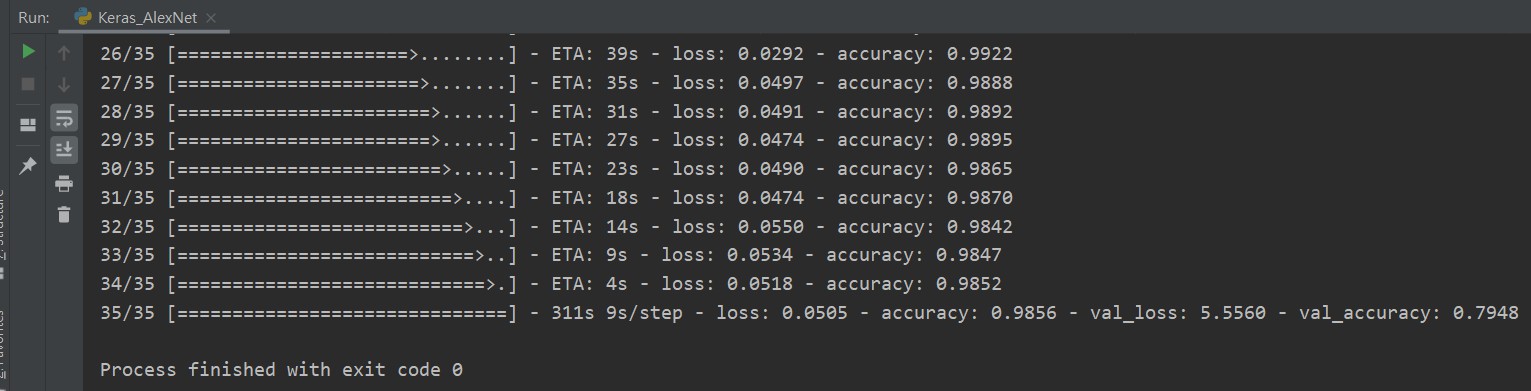 Run: Keras_AlexNet
26/35 [=====================>........] - ETA: 39s - loss: 0.0292 - accuracy: 0.9922
27/35 [======================>.......] - ETA: 35s - loss: 0.0497 - accuracy: 0.9888
28/35 [=======================>......] - ETA: 31s - loss: 0.0491 - accuracy: 0.9892
29/35 [=======================>......] - ETA: 27s - loss: 0.0474 - accuracy: 0.9895
30/35 [========================>.....] - ETA: 23s - loss: 0.0490 - accuracy: 0.9865
31/35 [=========================>....] - ETA: 18s - loss: 0.0474 - accuracy: 0.9870
32/35 [==========================>...] - ETA: 14s - loss: 0.0550 - accuracy: 0.9842
33/35 [===========================>..] - ETA: 9s - loss: 0.0534 - accuracy: 0.9847
34/35 [============================>.] - ETA: 4s - loss: 0.0518 - accuracy: 0.9852
35/35 [==============================] - 311s 9s/step - loss: 0.0505 - accuracy: 0.9856 - val_loss: 5.5560 - val_accuracy: 0.7948
Process finished with exit code 0